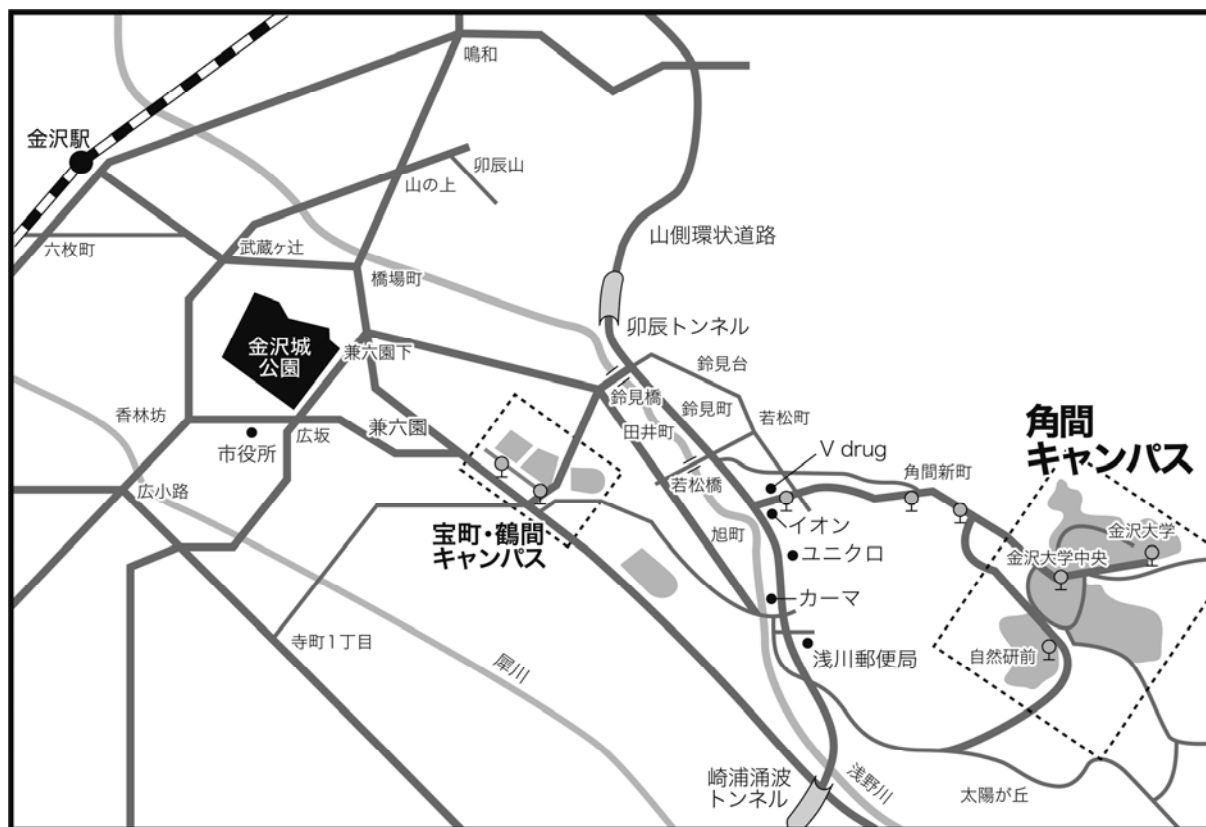 鳴和
金沢駅
卯辰山
山の上
山側環状道路
六枚町
武蔵ヶ辻
橋場町
卯辰トンネル
金沢城
公園
兼六園下
鈴見台
鈴見橋
鈴見町
若松町
香林坊
兼六園
田井町
角間
キャンパス
広坂
市役所
V drug
角間新町
広小路
若松橋
イオン
宝町・鶴間
キャンパス
旭町
金沢大学
ユニクロ
金沢大学中央
カーマ
寺町1丁目
浅川郵便局
自然研前
犀川
崎浦涌波
トンネル
浅野川
太陽が丘